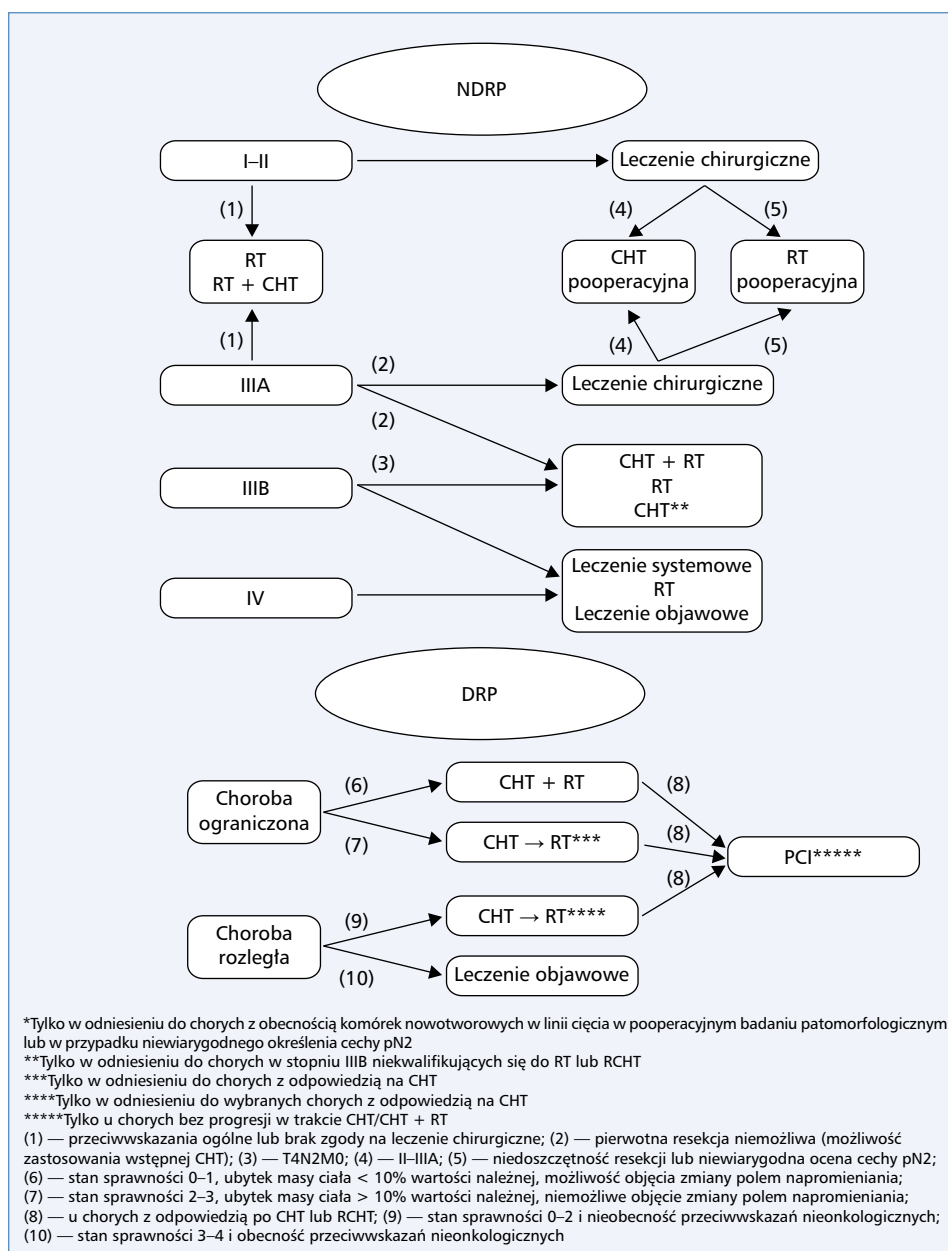 NDRP
I–II
Leczenie chirurgiczne
(1)
(4)
(5)
RT
RT + CHT
CHT
pooperacyjna
RT
pooperacyjna
(1)
(4)
(5)
IIIA
(2)
Leczenie chirurgiczne
(2)
IIIB
(3)
CHT + RT
RT
CHT**
IV
Leczenie systemowe
RT
Leczenie objawowe
DRP
Choroba
ograniczona
(6)
CHT + RT
(8)
(7)
CHT → RT***
(8)
PCI*****
(8)
Choroba
rozległa
(9)
CHT → RT****
(10)
Leczenie objawowe
*Tylko w odniesieniu do chorych z obecnością komórek nowotworowych w linii cięcia w pooperacyjnym badaniu patomorfologicznym
lub w przypadku niewiarygodnego określenia cechy pN2
**Tylko w odniesieniu do chorych w stopniu IIIB niekwalifikujących się do RT lub RCHT
***Tylko w odniesieniu do chorych z odpowiedzią na CHT
****Tylko w odniesieniu do wybranych chorych z odpowiedzią na CHT
*****Tylko u chorych bez progresji w trakcie CHT/CHT + RT
(1) — przeciwwskazania ogólne lub brak zgody na leczenie chirurgiczne; (2) — pierwotna resekcja niemożliwa (możliwość
zastosowania wstępnej CHT); (3) — T4N2M0; (4) — II–IIIA; (5) — niedoszczętność resekcji lub niewiarygodna ocena cechy pN2;
(6) — stan sprawności 0–1, ubytek masy ciała < 10% wartości należnej, możliwość objęcia zmiany polem napromieniania;
(7) — stan sprawności 2–3, ubytek masy ciała > 10% wartości należnej, niemożliwe objęcie zmiany polem napromieniania;
(8) — u chorych z odpowiedzią po CHT lub RCHT; (9) — stan sprawności 0–2 i nieobecność przeciwwskazań nieonkologicznych;
(10) — stan sprawności 3–4 i obecność przeciwwskazań nieonkologicznych